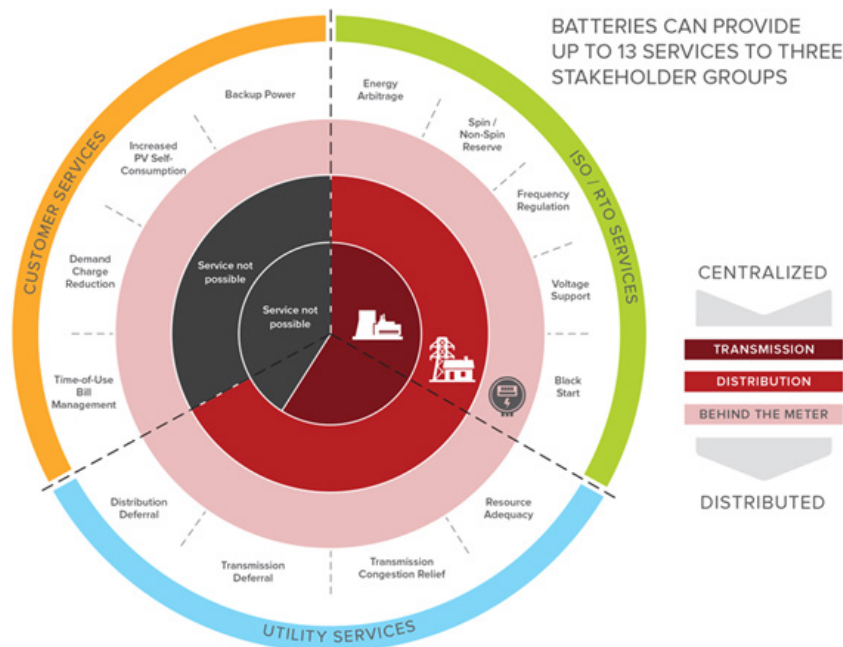 BATTERIES CAN PROVIDE
UP TO 13 SERVICES TO THREE
STAKEHOLDER GROUPS
CUSTOMER SERVICES
ISO / RTO SERVICES
UTILITY SERVICES
Backup Power
Increased
PV Self-
Consumption
Demand
Charge
Reduction
Time-of-Use
Bill
Management
Energy
Arbitrage
Spin /
Non-Spin
Reserve
Frequency
Regulation
Voltage
Support
Black
Start
Resource
Adequacy
Transmission
Congestion Relief
Transmission
Deferral
Distribution
Deferral
Service not
possible
Service not
possible
CENTRALIZED
TRANSMISSION
DISTRIBUTION
BEHIND THE METER
DISTRIBUTED